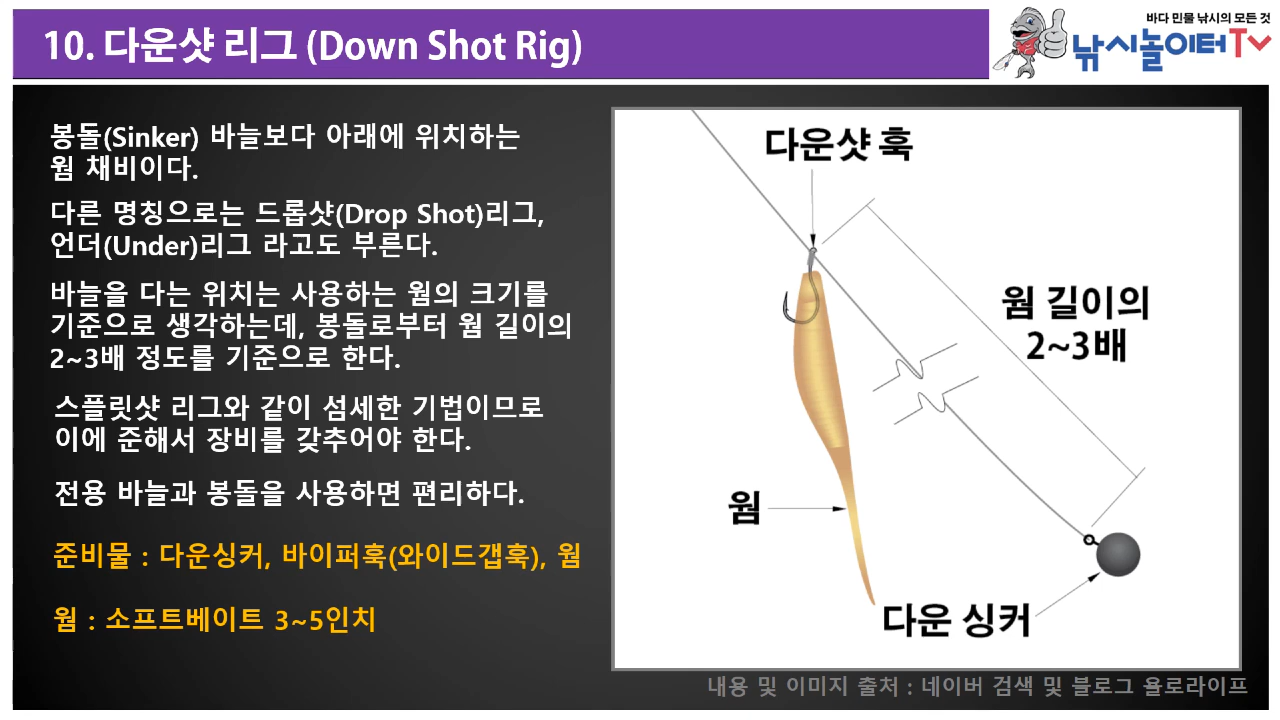 10. 다운샷 리그 (Down Shot Rig)
바다 민물 낚시의 모든 것
낚시놀이터TV
봉돌(Sinker) 바늘보다 아래에 위치하는
웜 채비이다.
다른 명칭으로는 드롭샷(Drop Shot)리그,
언더(Under)리그 라고도 부른다.
바늘을 다는 위치는 사용하는 웜의 크기를
기준으로 생각하는데, 봉돌로부터 웜 길이의
2~3배 정도를 기준으로 한다.
스플릿샷 리그와 같이 섬세한 기법이므로
이에 준해서 장비를 갖추어야 한다.
전용 바늘과 봉돌을 사용하면 편리하다.
준비물 : 다운싱커, 바이퍼훅(와이드갭훅), 웜
웜 : 소프트베이트 3~5인치
다운샷 훅
웜 길이의
2~3배
웜
다운 싱커
내용 및 이미지 출처 : 네이버 검색 및 블로그 욜로라이프